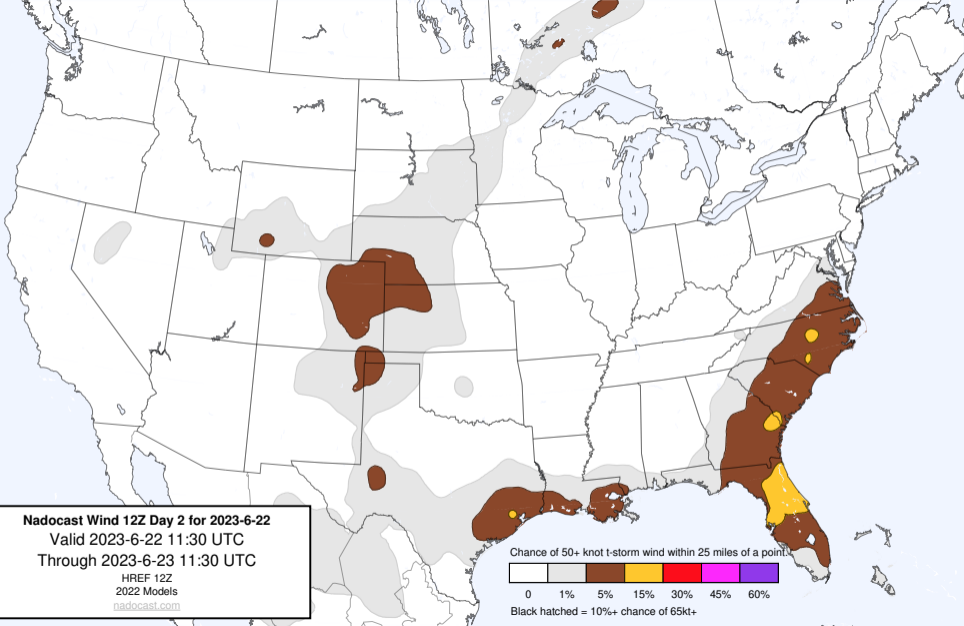 Nadocast Wind 12Z Day 2 for 2023-6-22
Valid 2023-6-22 11:30 UTC
Through 2023-6-23 11:30 UTC
HREF 12Z
2022 Models
nadocast.com
Chance of 50+ knot t-storm wind within 25 miles of a point.
0 1% 5% 15% 30% 45% 60%
Black hatched = 10%+ chance of 65kt+